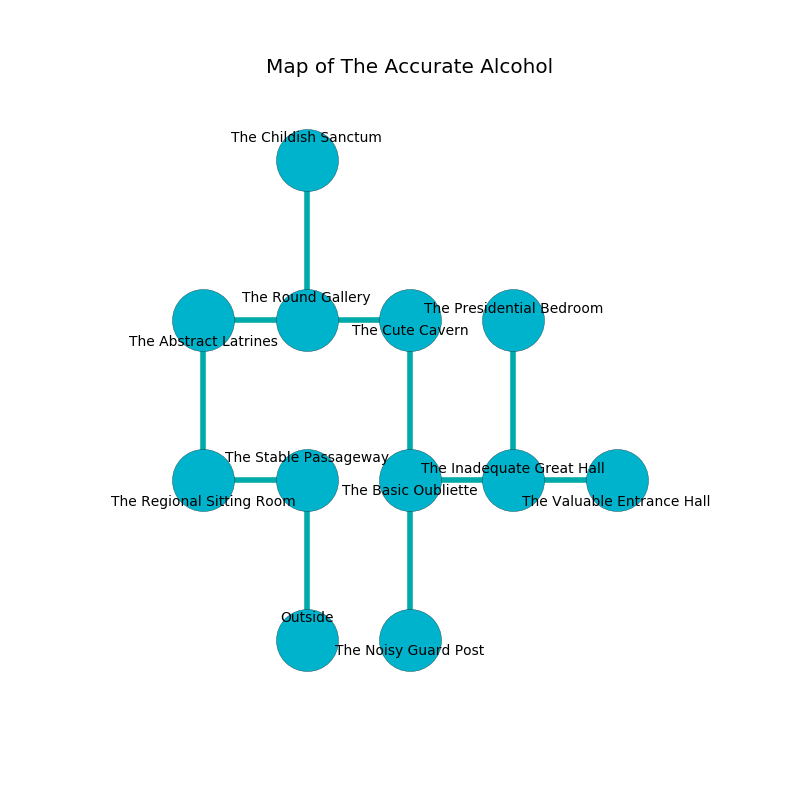 Map of The Accurate Alcohol
The Childish Sanctum
The Round Gallery
The Presidential Bedroom
The Cute Cavern
The Abstract Latrines
The Stable Passageway
The Inadequate Great Hall
The Basic Oubliette
The Regional Sitting Room
The Valuable Entrance Hall
Outside
The Noisy Guard Post